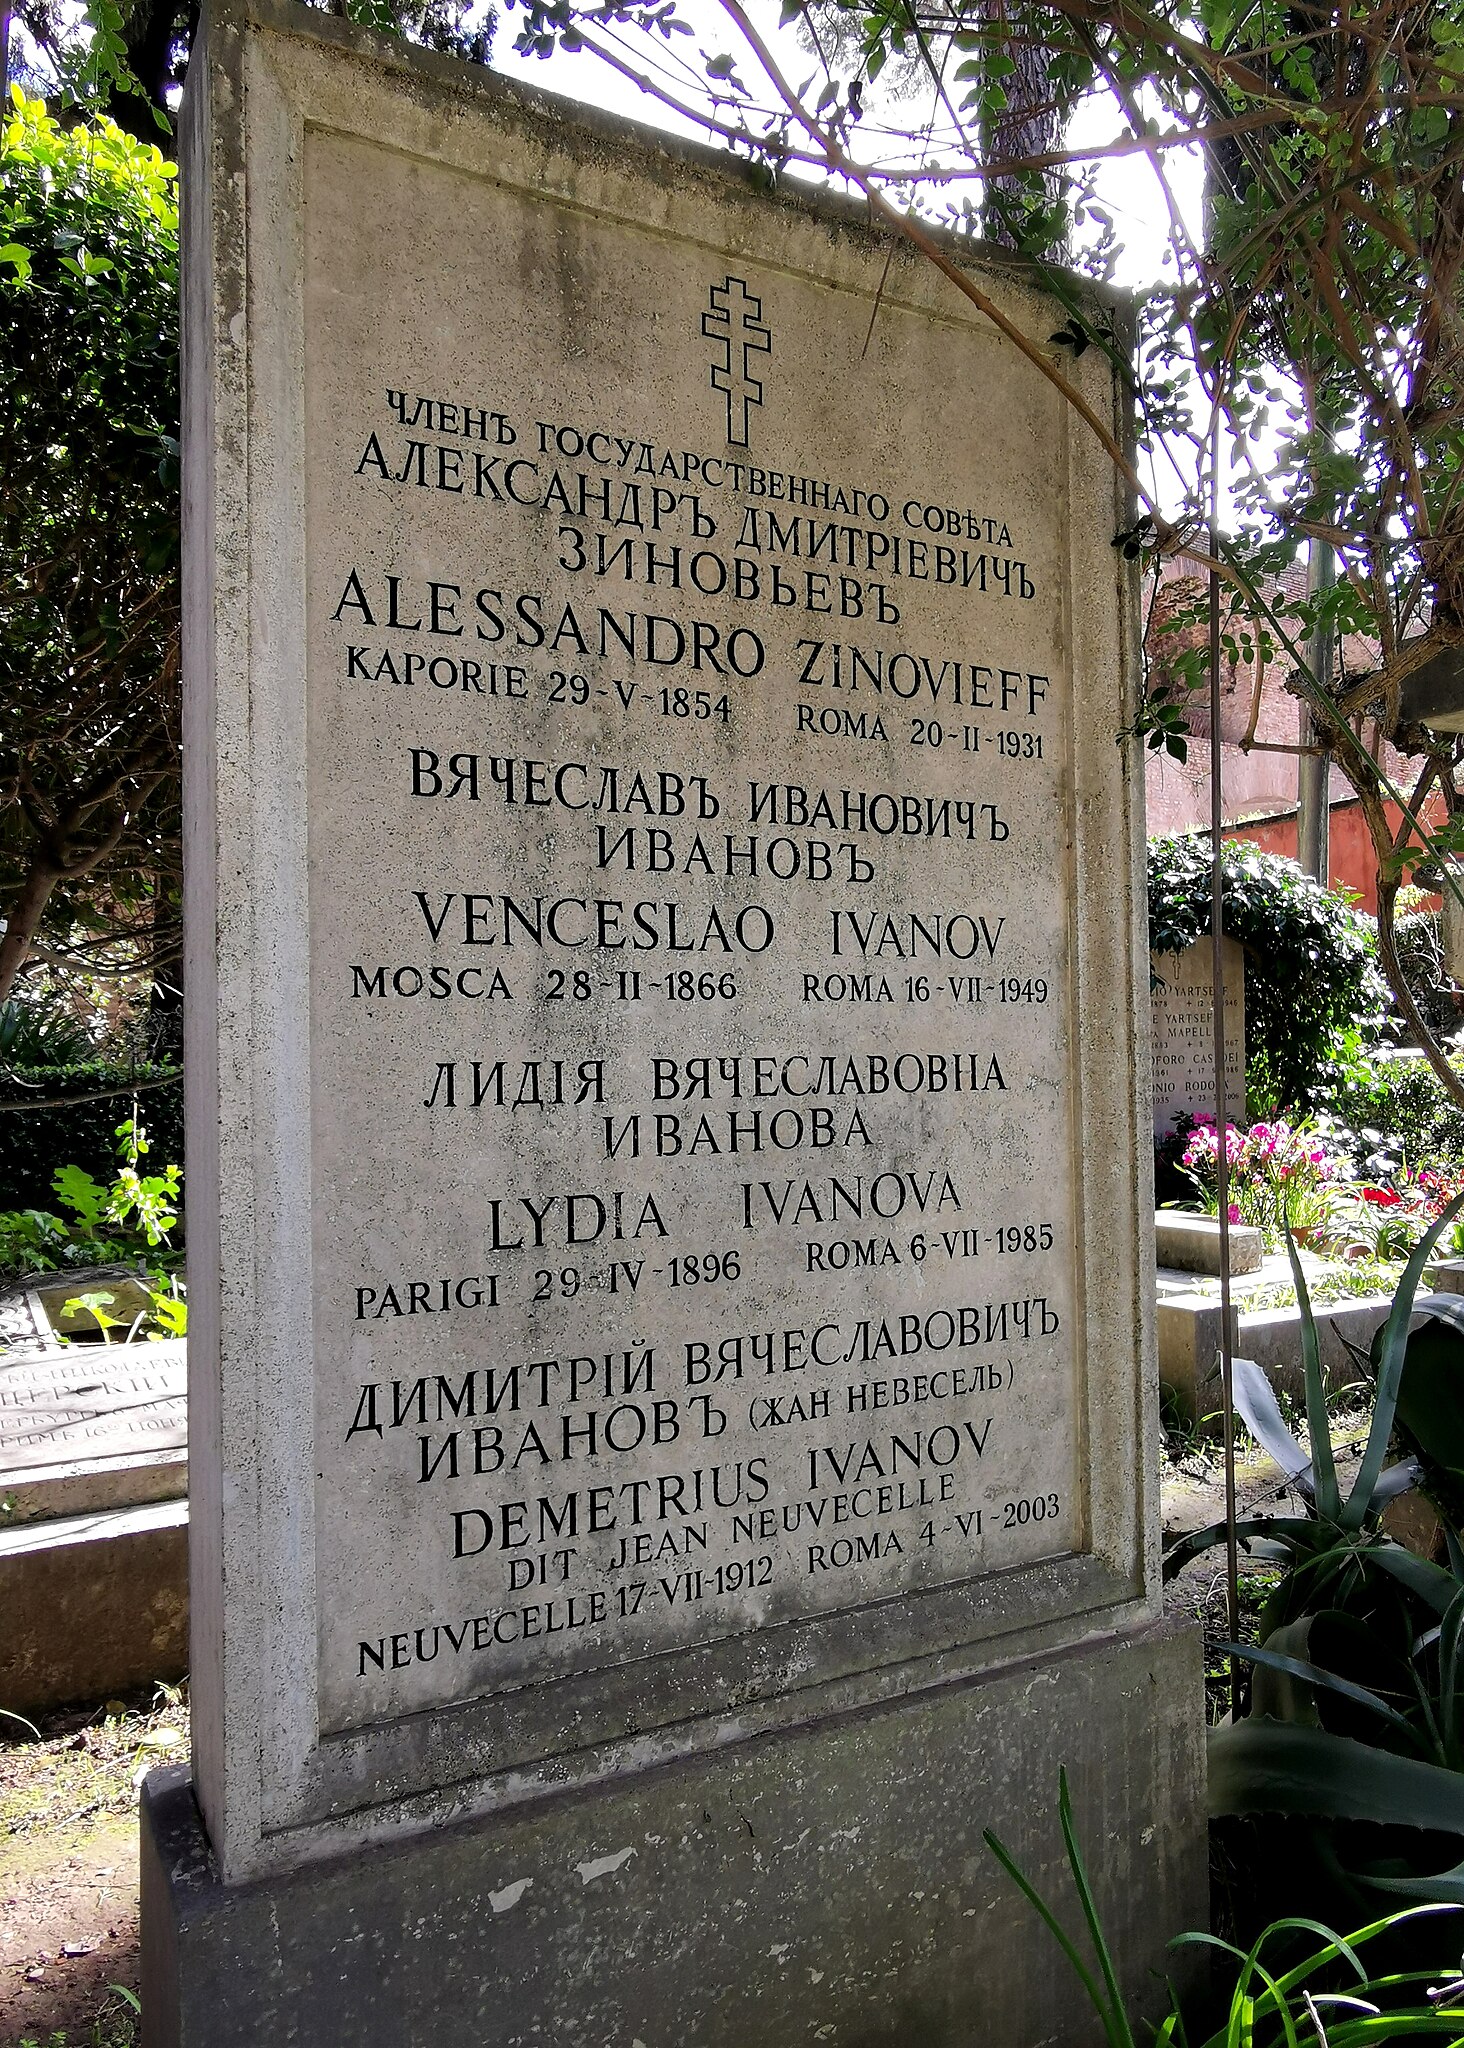 ЧЛЕНЪ ГОСУДАРСТВЕННАГО СОВѢТА
АЛЕКСАНДРЪ ДМИТРІЕВИЧЪ
ЗИНОВЬЕВЪ
ALESSANDRO ZINOVIEFF
KAPORIE 29-V-1854 ROMA 20-II-1931
ВЯЧЕСЛАВЪ ИВАНОВИЧЪ
ИВАНОВЪ
VENCESLAO IVANOV
MOSCA 28-II-1866 ROMA 16-VII-1949
ЛИДІЯ ВЯЧЕСЛАВОВНА
ИВАНОВА
LYDIA IVANOVA
PARIGI 29-IV-1896 ROMA 6-VII-1985
ДИМИТРІЙ ВЯЧЕСЛАВОВИЧЪ
ИВАНОВЪ (ЖАН НЕВЕСЕЛЬ)
DEMETRIUS IVANOV
DIT JEAN NEUVECELLE
NEUVECELLE 17-VII-1912 ROMA 4-VI-2003
YARTSEFF
YARTSEFF
MAPELL